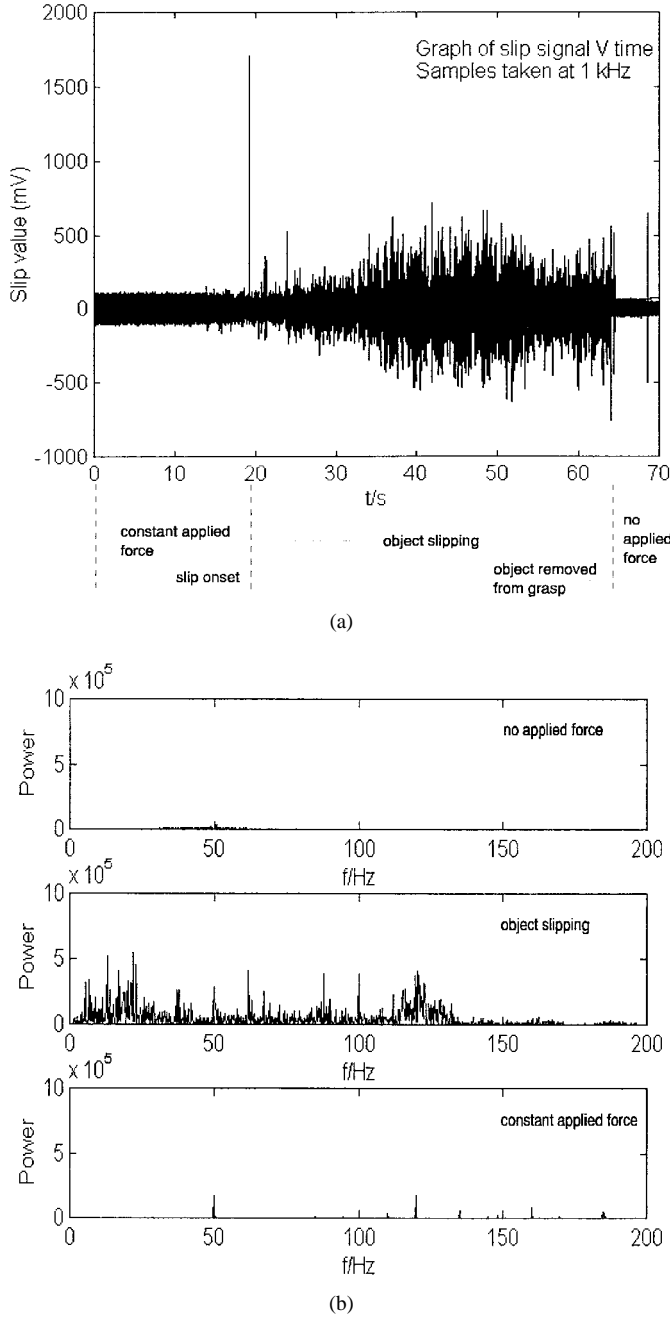 Graph of slip signal V time
Samples taken at 1 kHz
2000
1500
1000
500
0
-500
-1000
Slip value (mV)
0 10 20 30 40 50 60 70
t/s
constant applied
force
slip onset
object slipping
object removed
from grasp
no
applied
force
(a)
x 10^5
10
5
0
Power
no applied force
0 50 100 150 200
f/Hz
x 10^5
10
5
0
Power
object slipping
0 50 100 150 200
f/Hz
x 10^5
10
5
0
Power
constant applied force
0 50 100 150 200
f/Hz
(b)